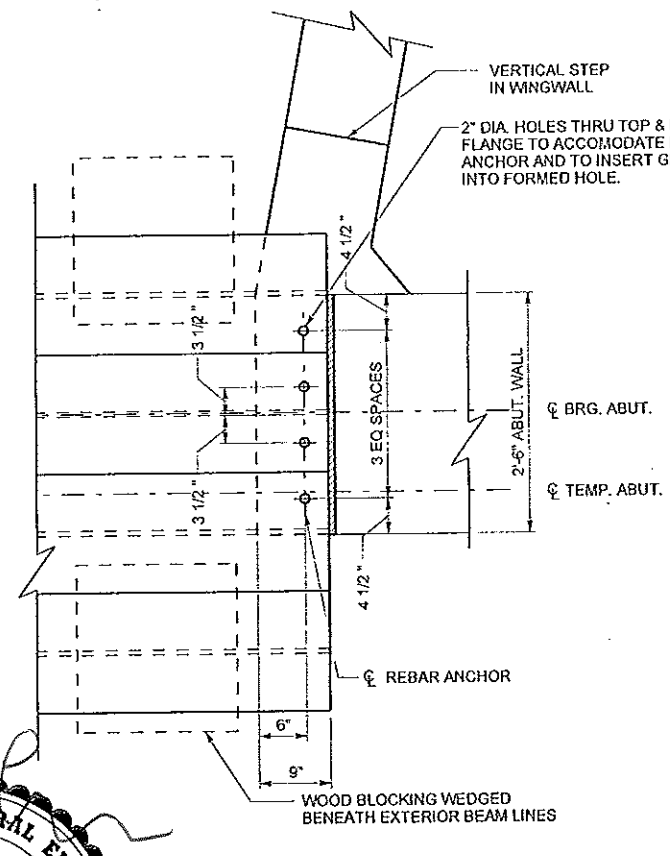 VERTICAL STEP
IN WINGWALL
2" DIA. HOLES THRU TOP &
FLANGE TO ACCOMODATE
ANCHOR AND TO INSERT G
INTO FORMED HOLE.
4 1/2"
3 1/2"
3 EQ SPACES
2'-6" ABUT. WALL
℄ BRG. ABUT.
℄ TEMP. ABUT.
3 1/2"
4 1/2"
℄ REBAR ANCHOR
6"
9"
WOOD BLOCKING WEDGED
BENEATH EXTERIOR BEAM LINES